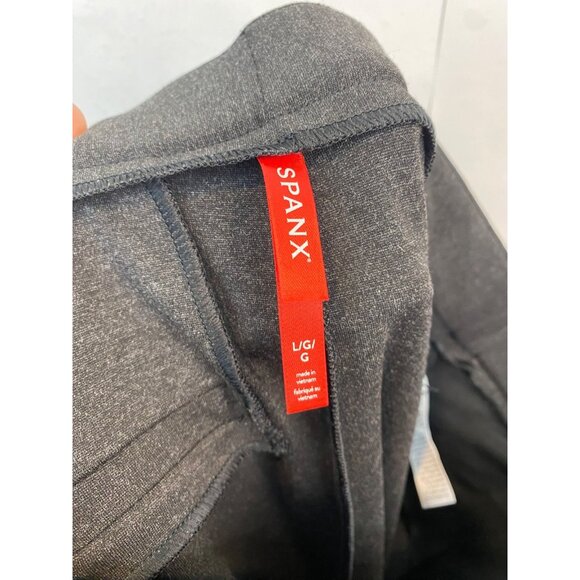 SPANX®
L/G/
G
made in
vietnam
fabriqué au
vietnam